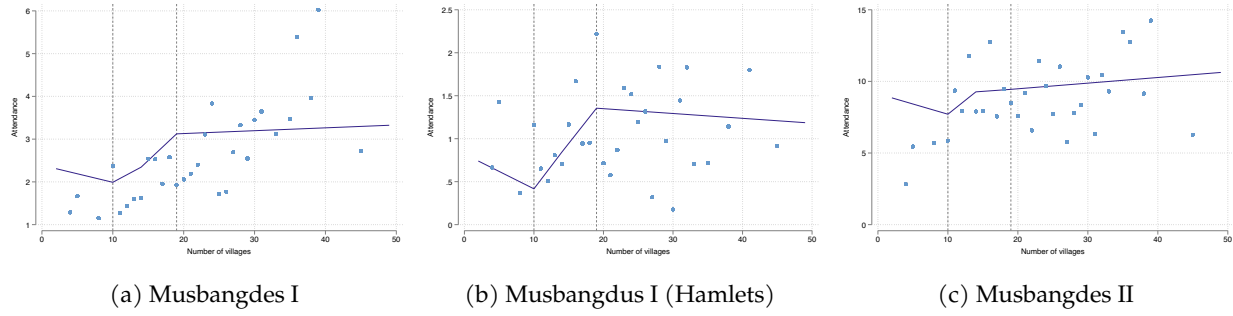 6
5
4
3
2
1
Attendance
0 10 20 30 40 50
Number of villages
(a) Musbangdes I
2.5
2
1.5
1
.5
0
Attendance
0 10 20 30 40 50
Number of villages
(b) Musbangdus I (Hamlets)
15
10
5
0
Attendance
0 10 20 30 40 50
Number of villages
(c) Musbangdes II